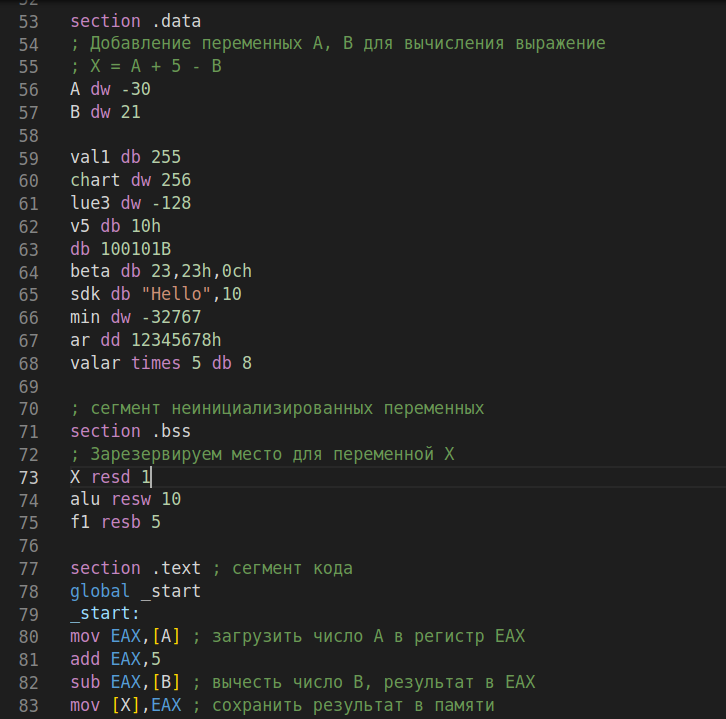 53 section .data
54 ; Добавление переменных A, B для вычисления выражение
55 ; X = A + 5 - B
56 A dw -30
57 B dw 21
58
59 val1 db 255
60 chart dw 256
61 lue3 dw -128
62 v5 db 10h
63 db 100101B
64 beta db 23,23h,0ch
65 sdk db "Hello",10
66 min dw -32767
67 ar dd 12345678h
68 valar times 5 db 8
69
70 ; сегмент неинициализированных переменных
71 section .bss
72 ; Зарезервируем место для переменной X
73 X resd 1
74 alu resw 10
75 f1 resb 5
76
77 section .text ; сегмент кода
78 global _start
79 _start:
80 mov EAX,[A] ; загрузить число A в регистр EAX
81 add EAX,5
82 sub EAX,[B] ; вычесть число B, результат в EAX
83 mov [X],EAX ; сохранить результат в памяти